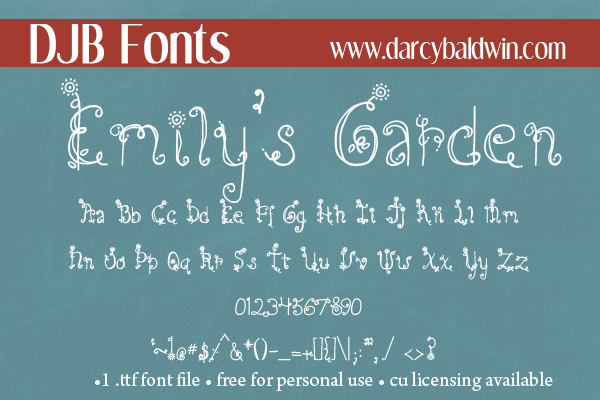 DJB Fonts www.darcybaldwin.com
Emily's Garden
Aa Bb Cc Dd Ee Ff Gg Hh Ii Jj Kk Ll Mm
Nn Oo Pp Qq Rr Ss Tt Uu Vv Ww Xx Yy Zz
01234567890
~!@#$;^&*()-_=+[]{}\|;:"',./ <>?
•1 .ttf font file • free for personal use • cu licensing available